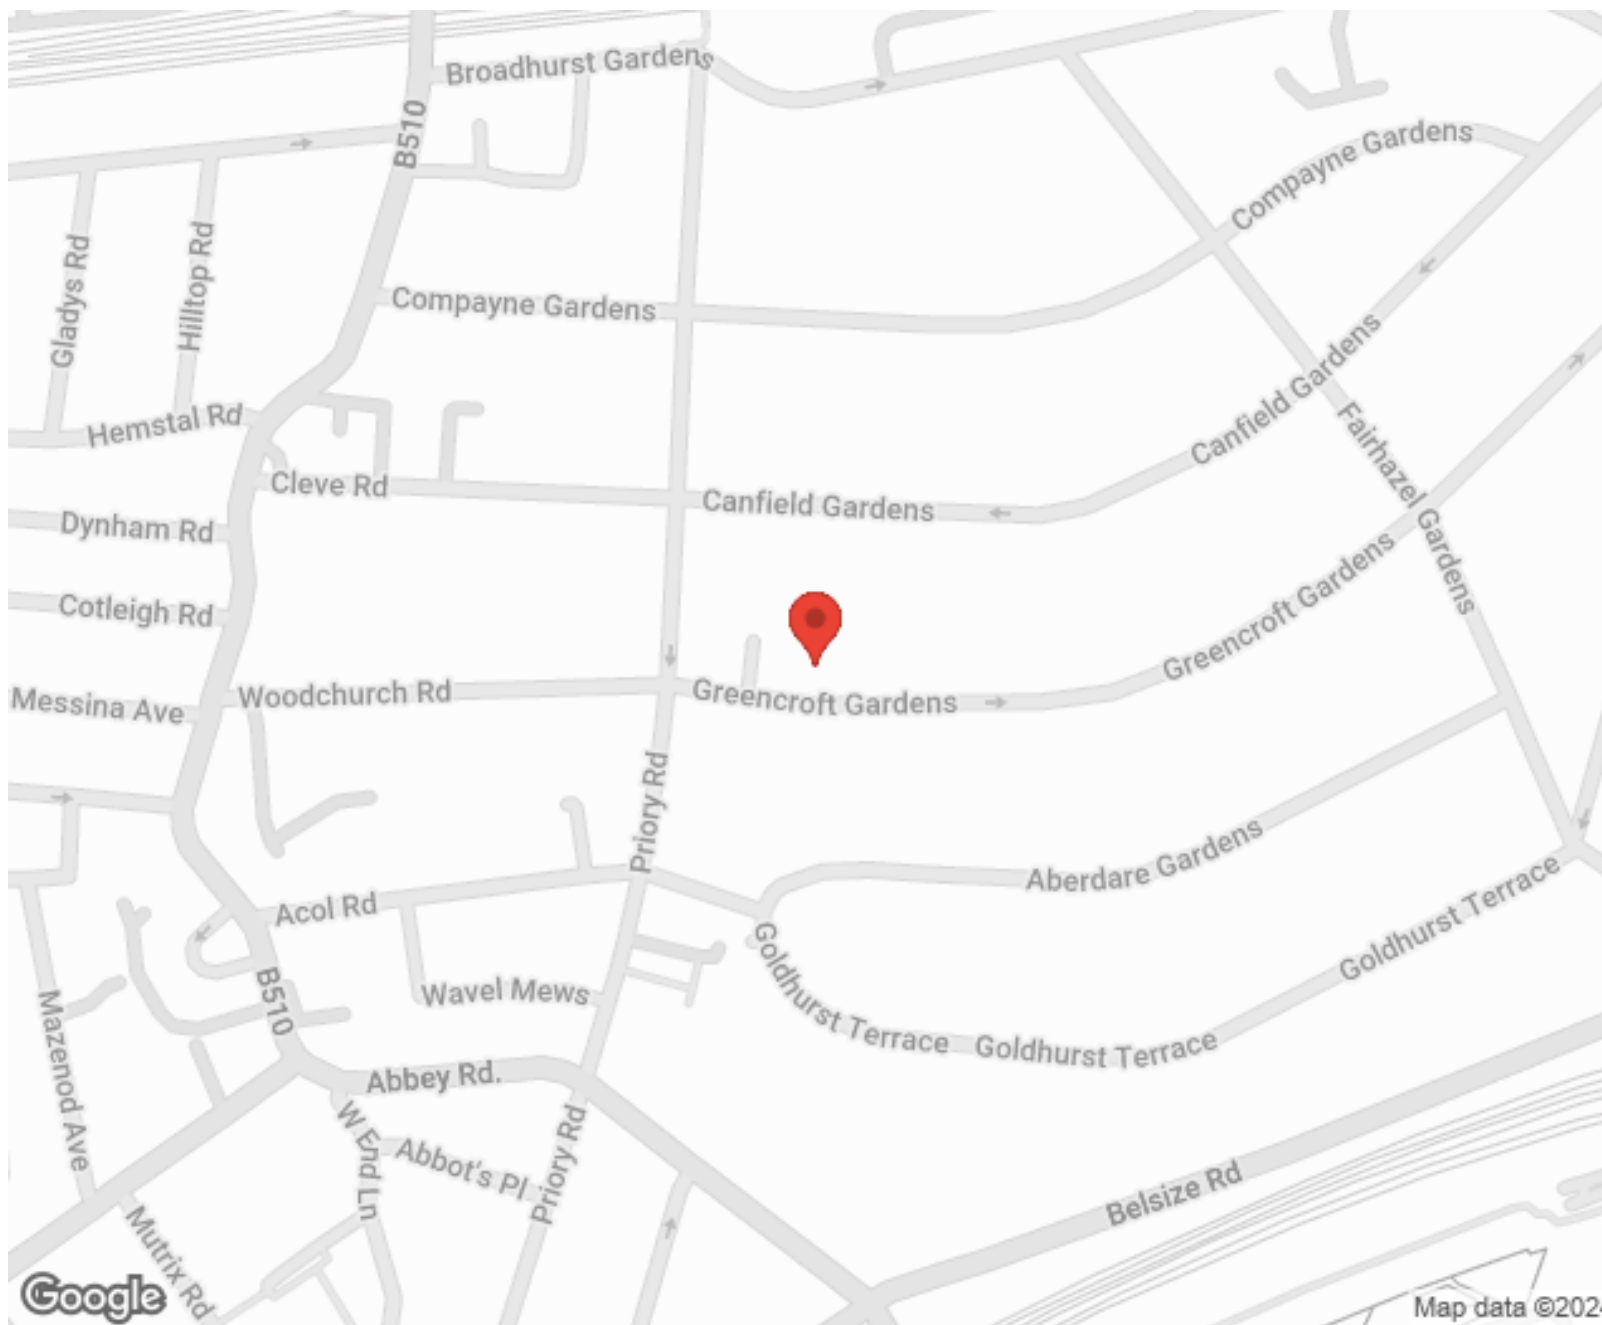 Broadhurst Gardens
B510
Compayne Gardens
Gladys Rd
Hilltop Rd
Compayne Gardens
Canfield Gardens
Hemstal Rd
Fairhazel Gardens
Cleve Rd
Canfield Gardens
Dynham Rd
Greencroft Gardens
Cotleigh Rd
Messina Ave
Woodchurch Rd
Greencroft Gardens
Priory Rd
Aberdare Gardens
Acol Rd
Goldhurst Terrace
Goldhurst Terrace
Goldhurst Terrace
B510
Wavel Mews
Mazenod Ave
Abbey Rd.
W End Ln
Abbot's Pl
Priory Rd
Belsize Rd
Mutrix Rd
Google
Map data ©2024